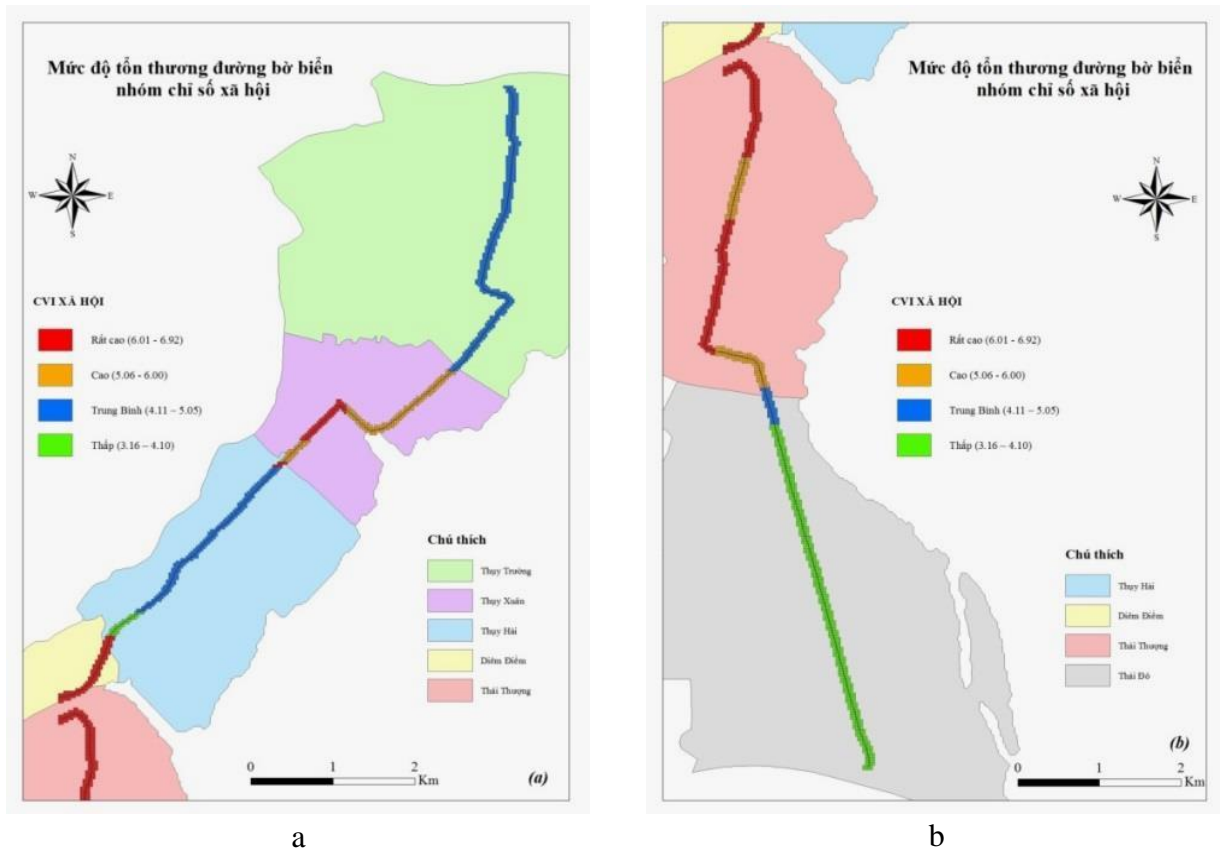 Mức độ tổn thương đường bờ biển
nhóm chỉ số xã hội
N
W
E
S
CVI XÃ HỘI
Rất cao (6.01 - 6.92)
Cao (5.06 - 6.00)
Trung Bình (4.11 – 5.05)
Thấp (3.16 – 4.10)
Chú thích
Thụy Trường
Thụy Xuân
Thụy Hải
Diêm Điềm
Thái Thượng
0
1
2
Km
(a)
a
Mức độ tổn thương đường bờ biển
nhóm chỉ số xã hội
N
W
E
S
CVI XÃ HỘI
Rất cao (6.01 - 6.92)
Cao (5.06 - 6.00)
Trung Bình (4.11 – 5.05)
Thấp (3.16 – 4.10)
Chú thích
Thụy Hải
Diêm Điềm
Thái Thượng
Thái Đô
(b)
0
1
2
Km
b